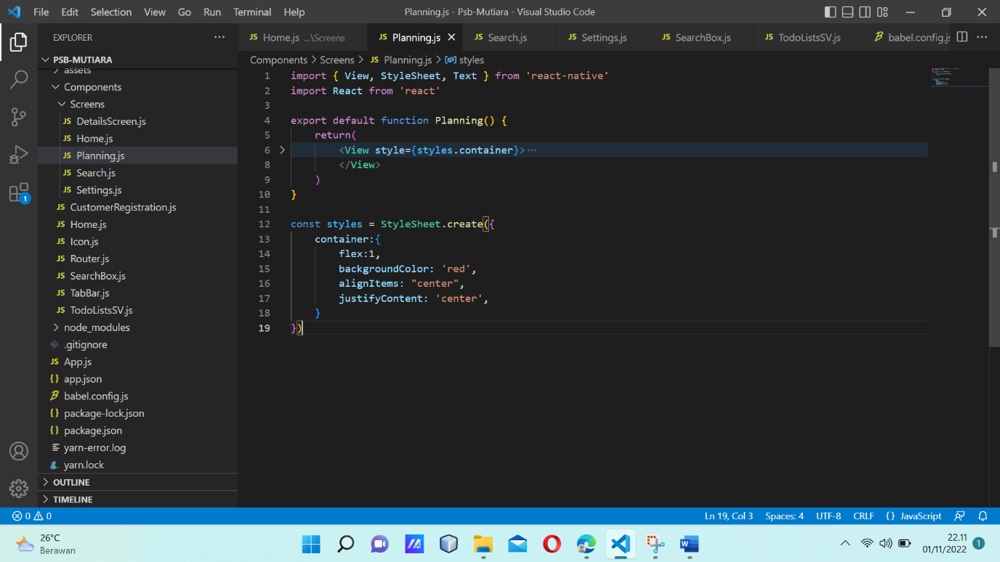 File Edit Selection View Go Run Terminal Help
Planning.js - Psb-Mutiara - Visual Studio Code
EXPLORER
PSB-MUTIARA
assets
Components
Screens
JS DetailsScreen.js
JS Home.js
JS Planning.js
JS Search.js
JS Settings.js
JS CustomerRegistration.js
JS Home.js
JS Icon.js
JS Router.js
JS SearchBox.js
JS TabBar.js
JS TodoListsSV.js
node_modules
.gitignore
JS App.js
{} app.json
babel.config.js
{} package-lock.json
{} package.json
yarn-error.log
yarn.lock
OUTLINE
TIMELINE
1
JS Home.js ...\Screens
JS Planning.js
JS Search.js
JS Settings.js
JS SearchBox.js
JS TodoListsSV.js
babel.config.js
Components > Screens > JS Planning.js > styles
1 import { View, StyleSheet, Text } from 'react-native'
2 import React from 'react'
3
4 export default function Planning() {
5 return(
6 <View style={styles.container}>···
8 </View>
9 )
10 }
11
12 const styles = StyleSheet.create({
13 container:{
14 flex:1,
15 backgroundColor: 'red',
16 alignItems: "center",
17 justifyContent: 'center',
18 }
19 })
0 0
Ln 19, Col 3 Spaces: 4 UTF-8 CRLF {} JavaScript
26°C
Berawan
22.11
01/11/2022
1